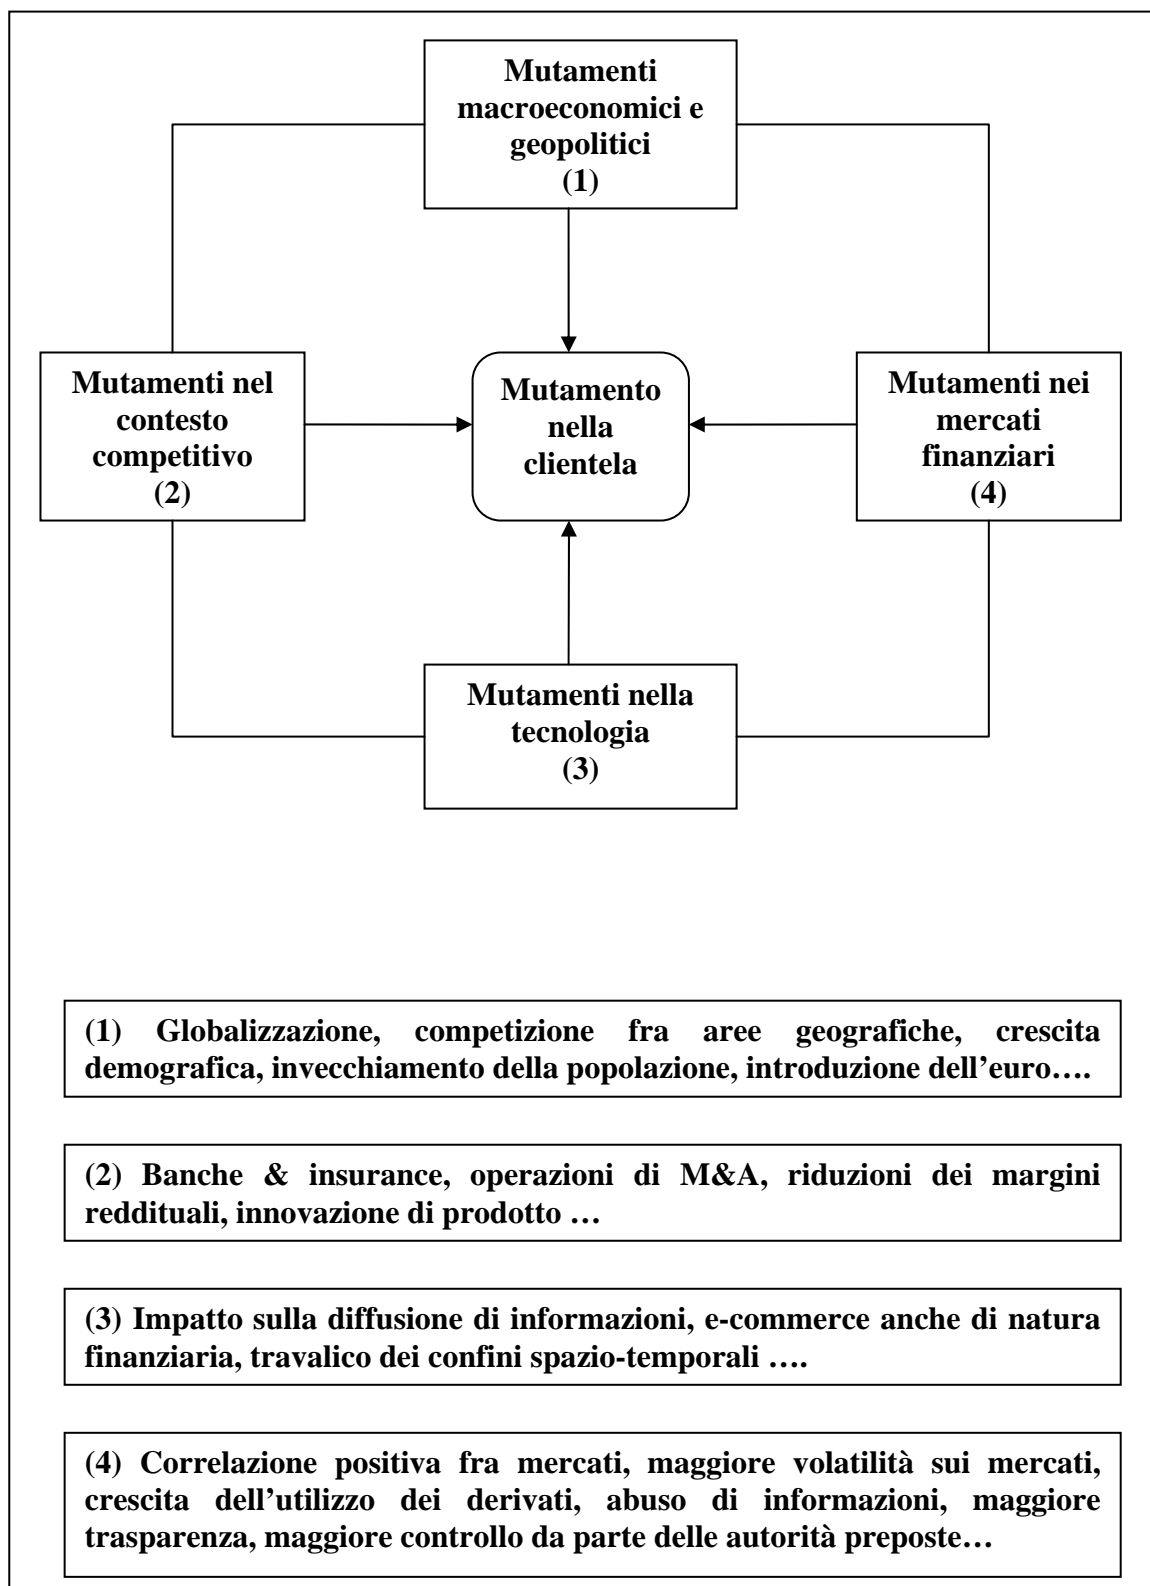 Mutamenti
macroeconomici e
geopolitici
(1)
Mutamenti nel
contesto
competitivo
(2)
Mutamento
nella
clientela
Mutamenti nei
mercati
finanziari
(4)
Mutamenti nella
tecnologia
(3)
(1) Globalizzazione, competizione fra aree geografiche, crescita
demografica, invecchiamento della popolazione, introduzione dell’euro….
(2) Banche & insurance, operazioni di M&A, riduzioni dei margini
reddituali, innovazione di prodotto …
(3) Impatto sulla diffusione di informazioni, e-commerce anche di natura
finanziaria, travalico dei confini spazio-temporali ….
(4) Correlazione positiva fra mercati, maggiore volatilità sui mercati,
crescita dell’utilizzo dei derivati, abuso di informazioni, maggiore
trasparenza, maggiore controllo da parte delle autorità preposte…